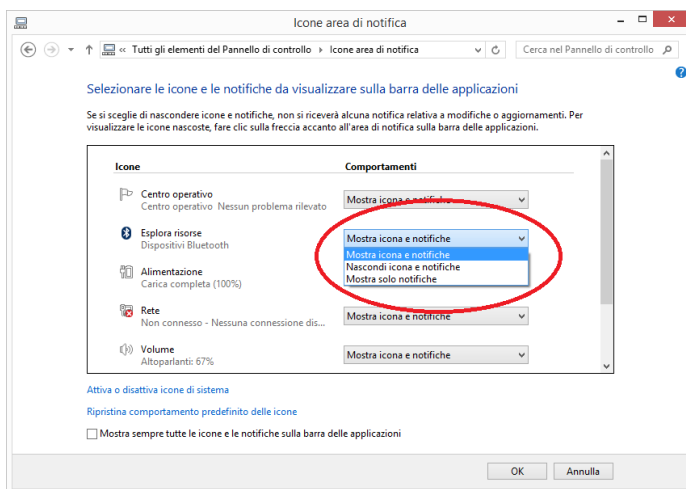 Icone area di notifica
« Tutti gli elementi del Pannello di controllo Icone area di notifica Cerca nel Pannello di controllo
Selezionare le icone e le notifiche da visualizzare sulla barra delle applicazioni
Se si sceglie di nascondere icone e notifiche, non si riceverà alcuna notifica relativa a modifiche o aggiornamenti. Per
visualizzare le icone nascoste, fare clic sulla freccia accanto all'area di notifica sulla barra delle applicazioni.
Icone Comportamenti
Centro operativo
Centro operativo Nessun problema rilevato
Mostra icona e notifiche
Esplora risorse
Dispositivi Bluetooth
Mostra icona e notifiche
Mostra icona e notifiche
Nascondi icona e notifiche
Mostra solo notifiche
Alimentazione
Carica completa (100%)
Rete
Non connesso - Nessuna connessione dis...
Mostra icona e notifiche
Volume
Altoparlanti: 67%
Mostra icona e notifiche
Attiva o disattiva icone di sistema
Ripristina comportamento predefinito delle icone
Mostra sempre tutte le icone e le notifiche sulla barra delle applicazioni
OK Annulla